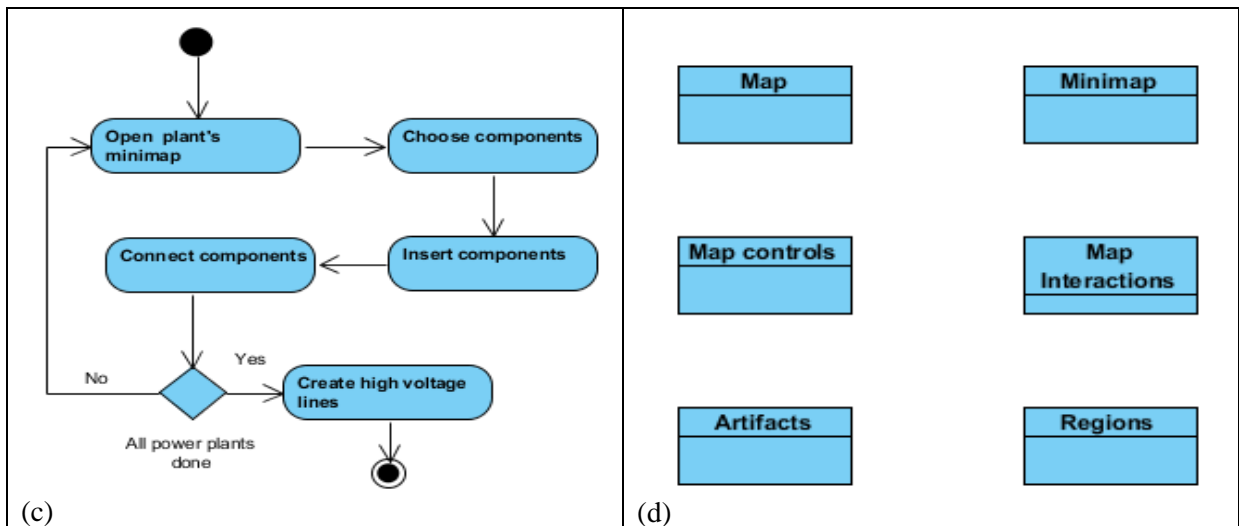 Open plant's
minimap
Choose components
Connect components
Insert components
No
Yes
Create high voltage
lines
All power plants
done
(c)
Map
Minimap
Map controls
Map
Interactions
Artifacts
Regions
(d)